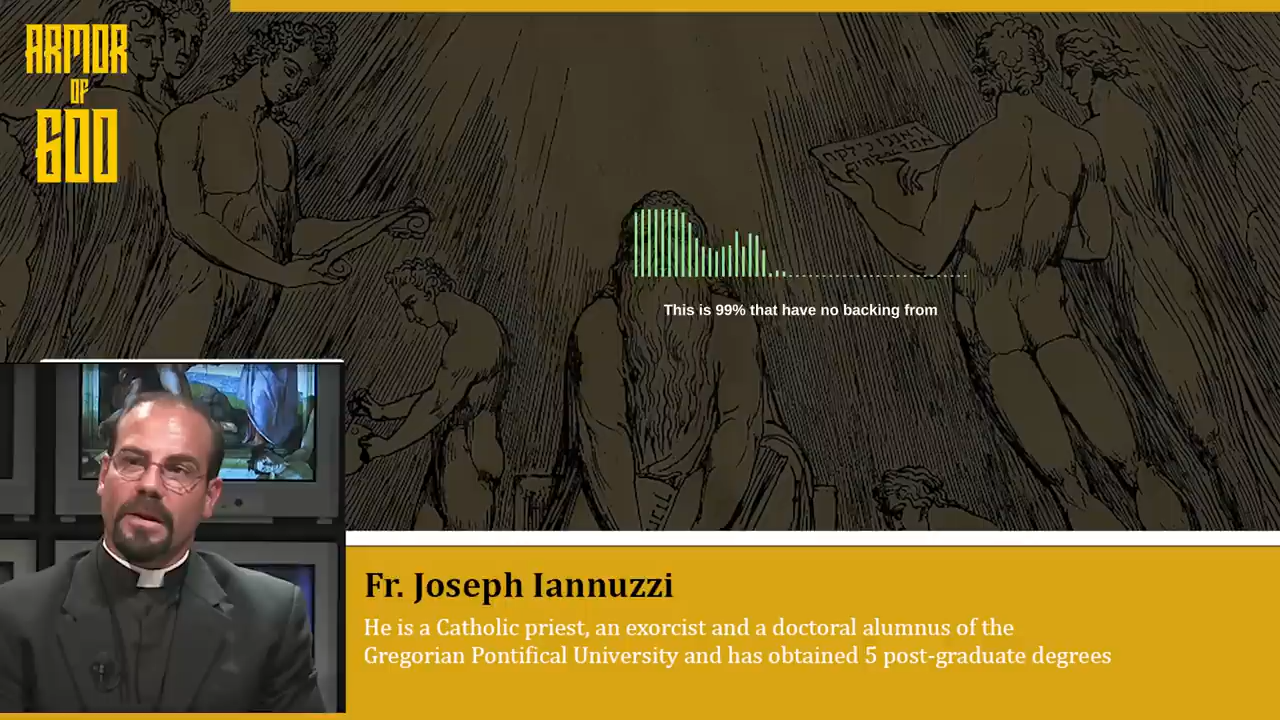 ARMOR
OF
GOD
This is 99% that have no backing from
Fr. Joseph Iannuzzi
He is a Catholic priest, an exorcist and a doctoral alumnus of the
Gregorian Pontifical University and has obtained 5 post-graduate degrees